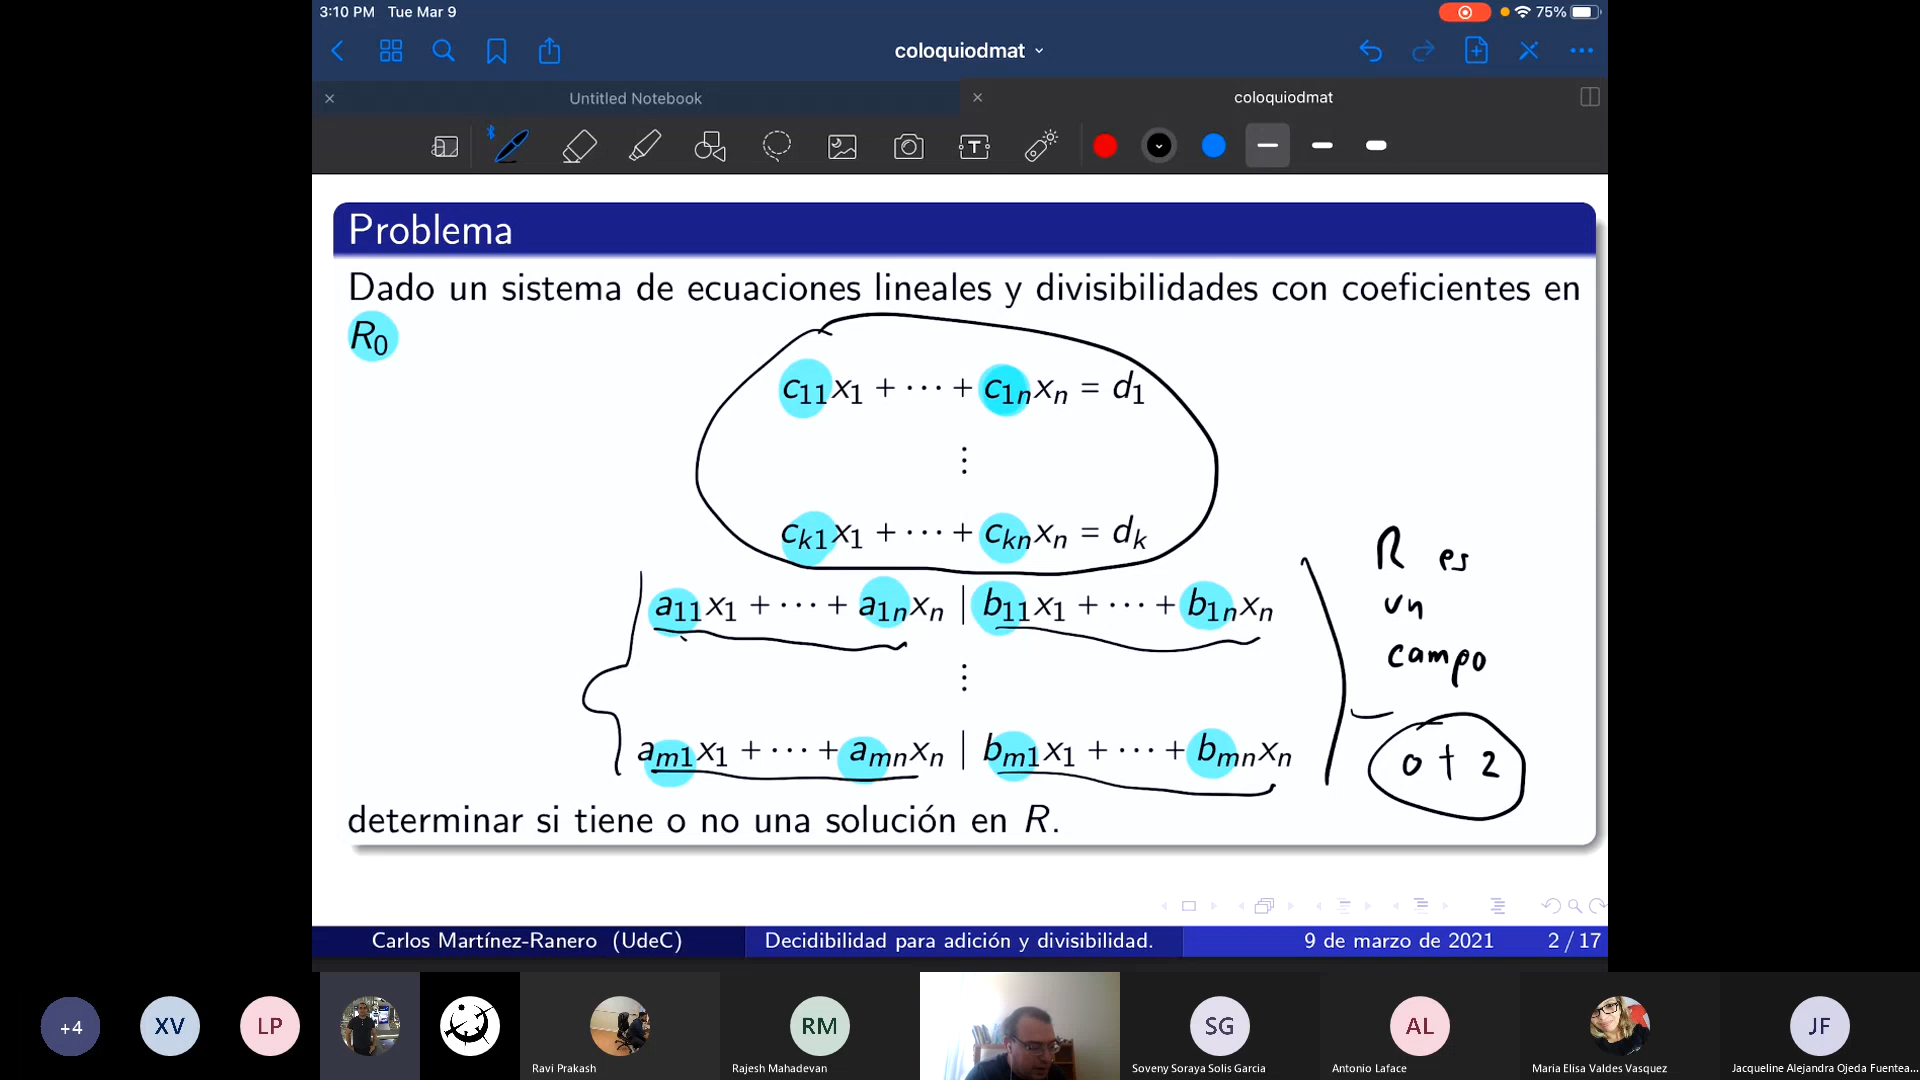 3:10 PM Tue Mar 9
75%
coloquiodmat
Untitled Notebook
coloquiodmat
Problema
Dado un sistema de ecuaciones lineales y divisibilidades con coeficientes en
R₀
c₁₁x₁ + ⋯ + c₁ₙxₙ = d₁
⋮
cₖ₁x₁ + ⋯ + cₖₙxₙ = dₖ
a₁₁x₁ + ⋯ + a₁ₙxₙ | b₁₁x₁ + ⋯ + b₁ₙxₙ
⋮
aₘ₁x₁ + ⋯ + aₘₙxₙ | bₘ₁x₁ + ⋯ + bₘₙxₙ
R es
un
campo
0 + 2
determinar si tiene o no una solución en R.
Carlos Martínez-Ranero (UdeC) Decidibilidad para adición y divisibilidad. 9 de marzo de 2021 2 / 17
+4 XV LP RM SG AL JF
Ravi Prakash Rajesh Mahadevan Soveny Soraya Solis Garcia Antonio Laface Maria Elisa Valdes Vasquez Jacqueline Alejandra Ojeda Fuentea...